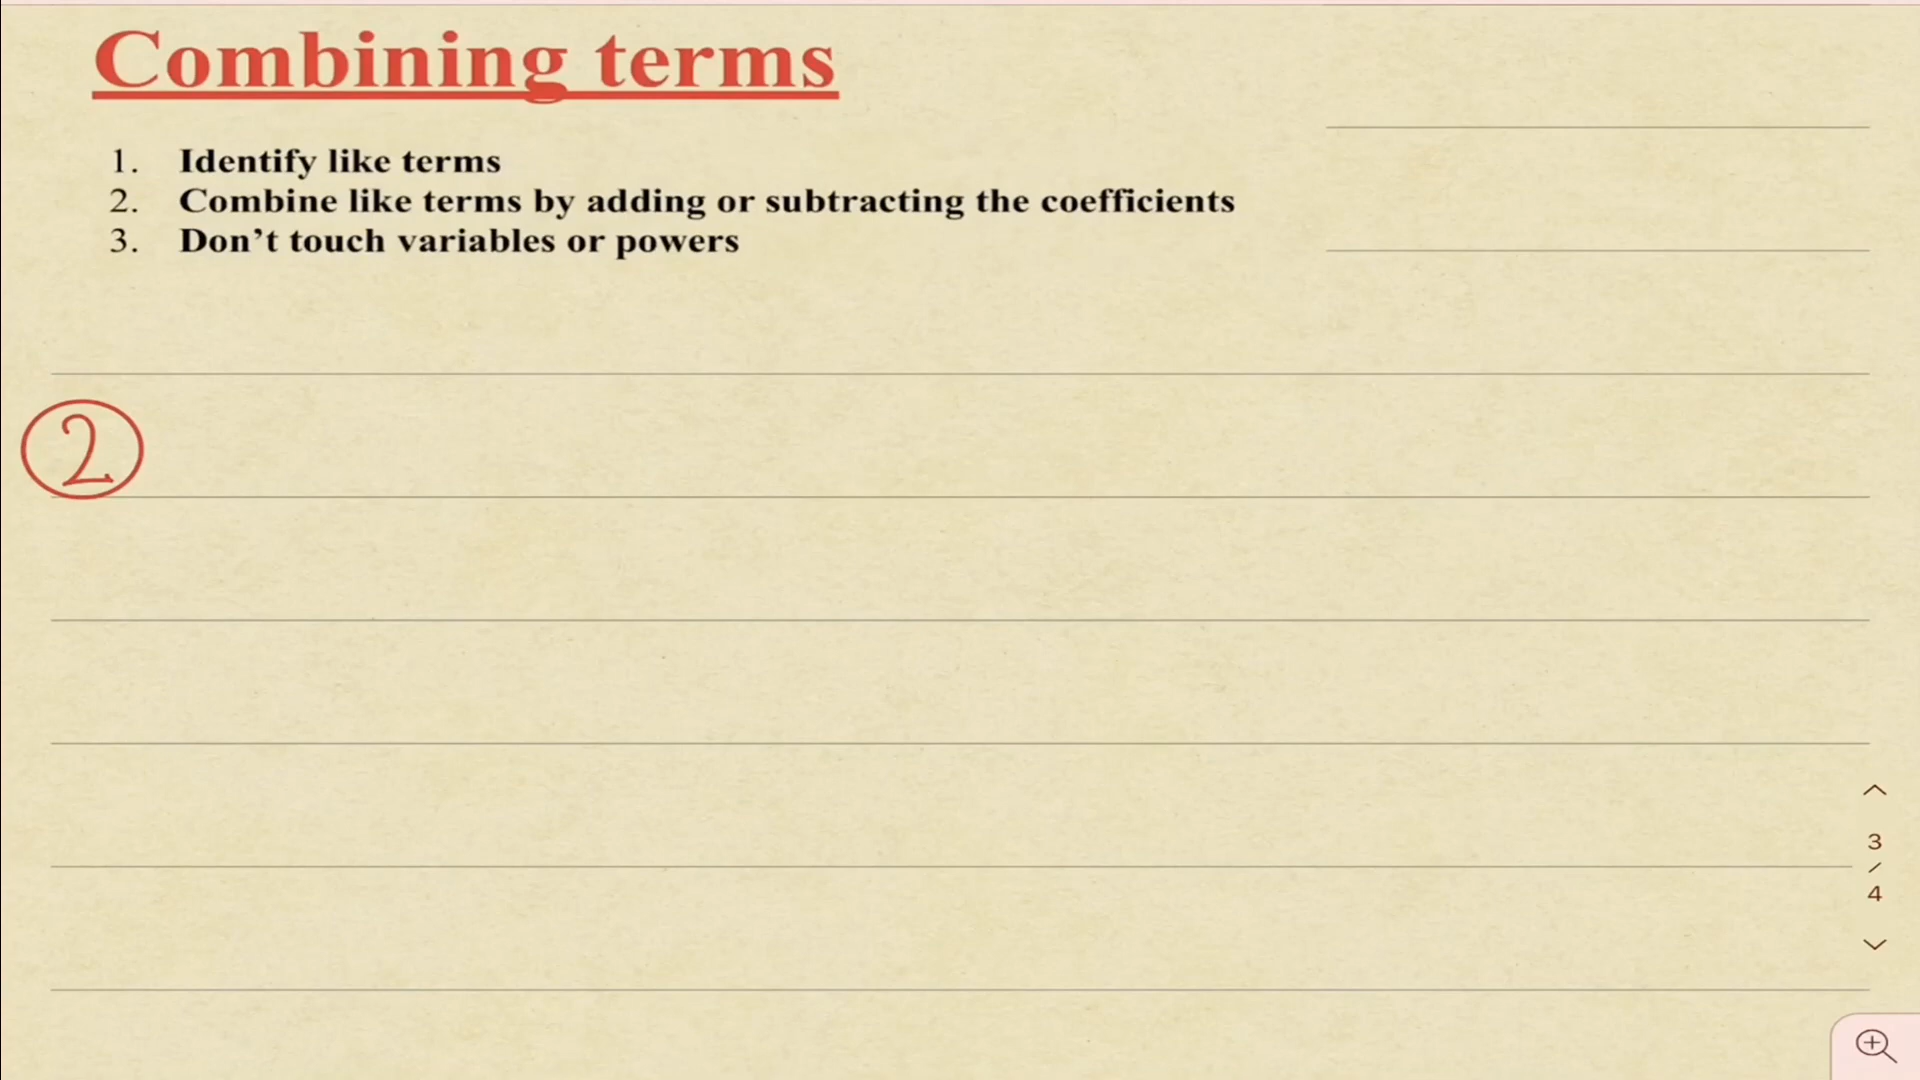 Combining terms
1. Identify like terms
2. Combine like terms by adding or subtracting the coefficients
3. Don’t touch variables or powers
2
3
/
4